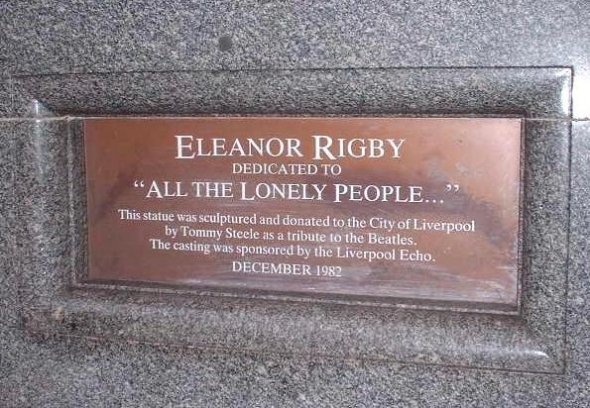 ELEANOR RIGBY
DEDICATED TO
“ALL THE LONELY PEOPLE...”
This statue was sculptured and donated to the City of Liverpool
by Tommy Steele as a tribute to the Beatles.
The casting was sponsored by the Liverpool Echo.
DECEMBER 1982